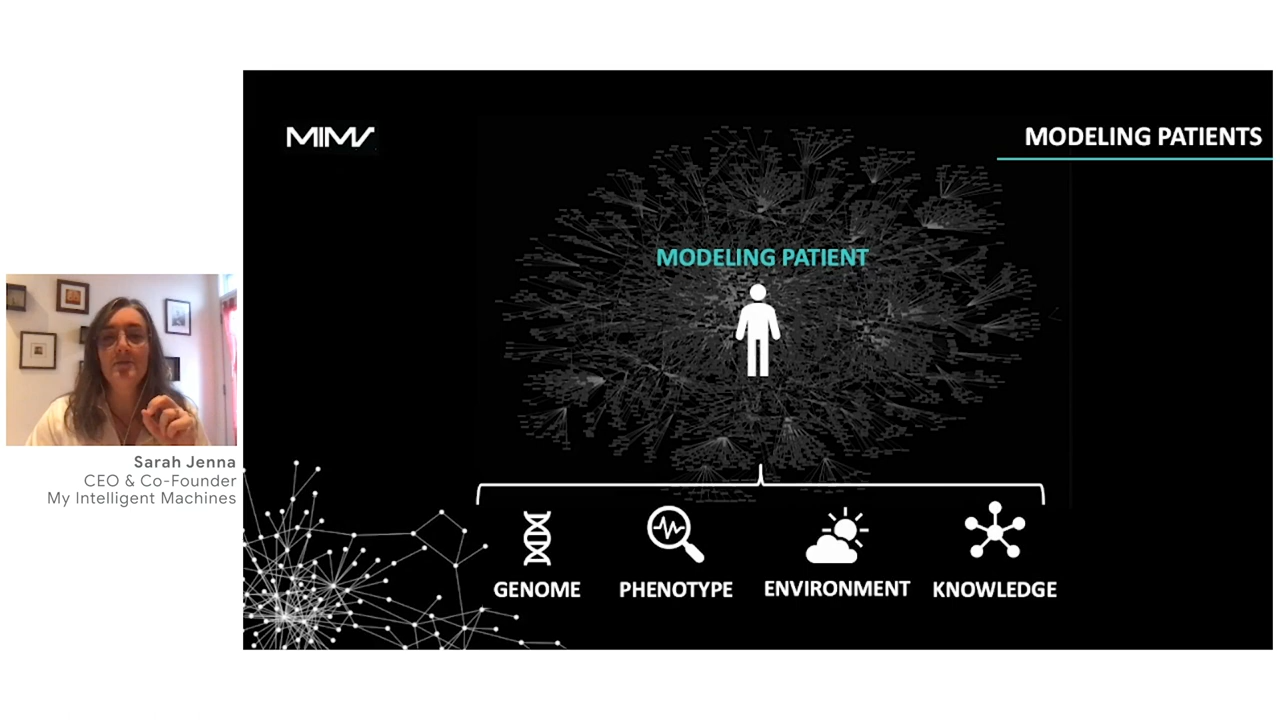 MIMs
MODELING PATIENTS
MODELING PATIENT
Sarah Jenna
CEO & Co-Founder
My Intelligent Machines
GENOME
PHENOTYPE
ENVIRONMENT
KNOWLEDGE